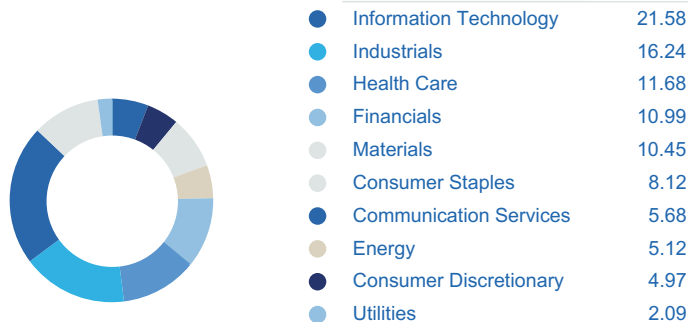 Information Technology 21.58
Industrials 16.24
Health Care 11.68
Financials 10.99
Materials 10.45
Consumer Staples 8.12
Communication Services 5.68
Energy 5.12
Consumer Discretionary 4.97
Utilities 2.09